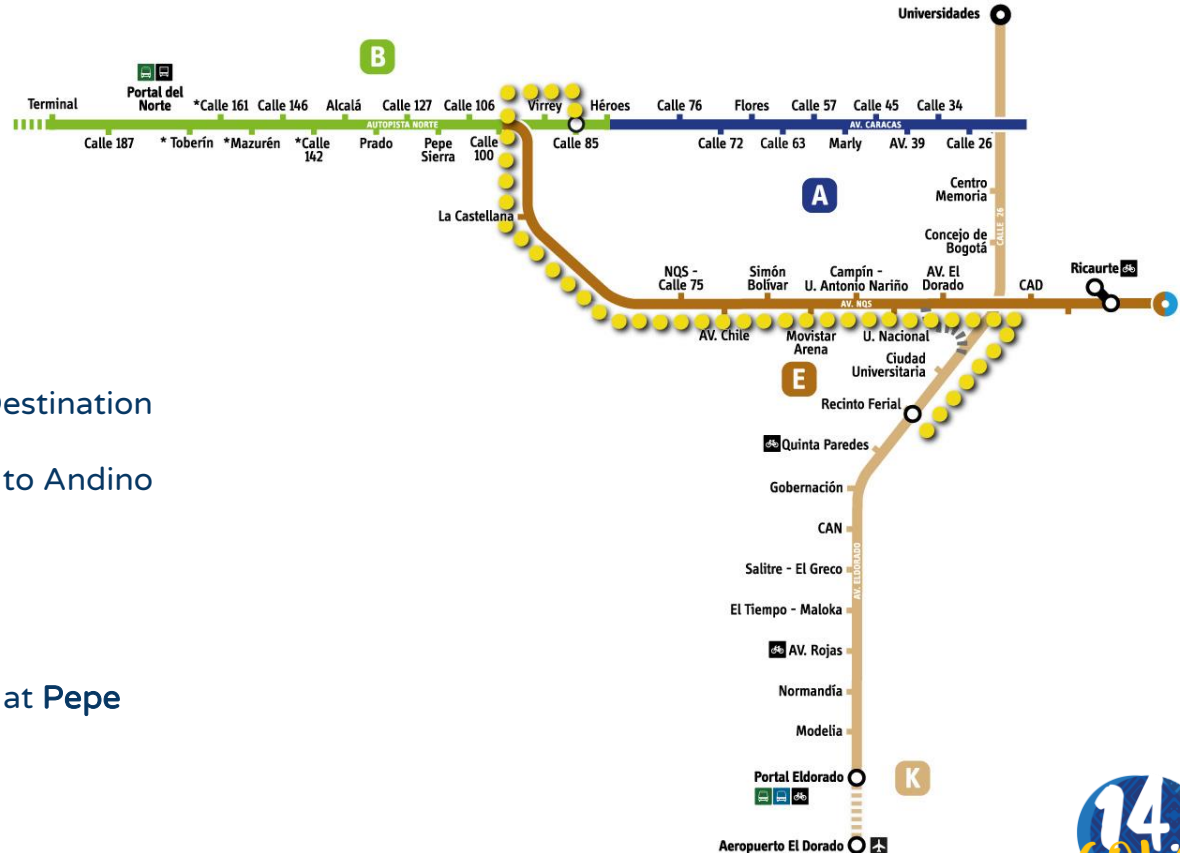 Universidades
B
Terminal
Portal del
Norte
*Calle 161
Calle 146
Alcalá
Calle 127
Calle 106
Virrey
Héroes
Calle 76
Flores
Calle 57
Calle 45
Calle 34
AUTOPISTA NORTE
AV. CARACAS
Calle 187
* Toberín
*Mazurén
*Calle
142
Prado
Pepe
Sierra
Calle
100
Calle 85
Calle 72
Calle 63
Marly
AV. 39
Calle 26
A
Centro
Memoria
La Castellana
CALLE 26
Concejo de
Bogotá
NQS -
Calle 75
Simón
Bolívar
Campín -
U. Antonio Nariño
AV. El
Dorado
CAD
Ricaurte
AV. NQS
AV. Chile
Movistar
Arena
U. Nacional
Ciudad
Universitaria
E
Destination
Recinto Ferial
Quinta Paredes
to Andino
Gobernación
CAN
AV. ELDORADO
Salitre - El Greco
El Tiempo - Maloka
AV. Rojas
at Pepe
Normandía
Modelia
Portal Eldorado
K
Aeropuerto El Dorado
14